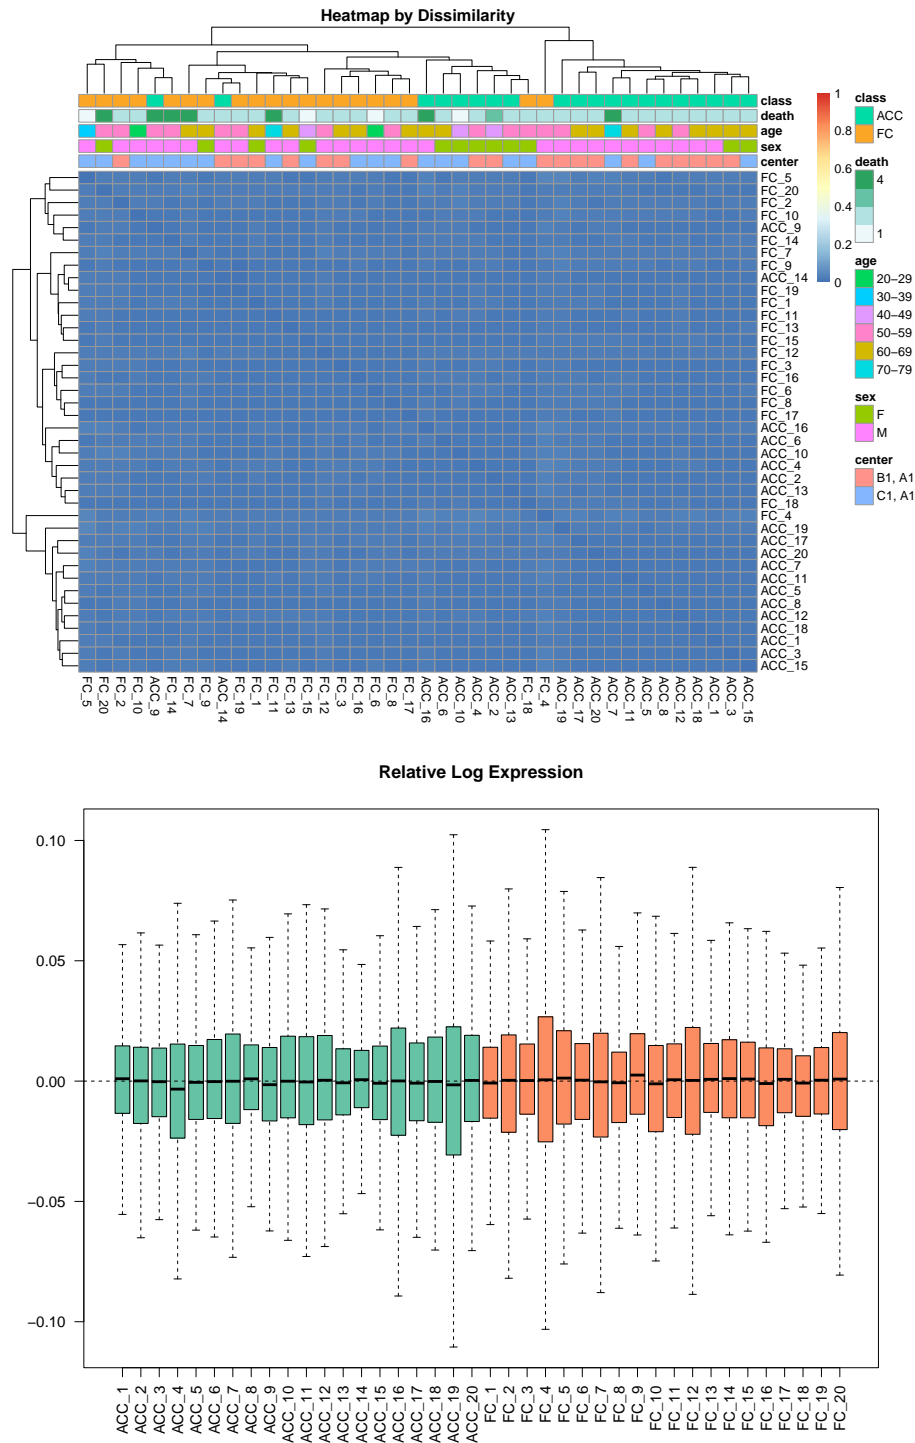 Heatmap by Dissimilarity
class
death
age
sex
center
FC_5
FC_20
FC_2
FC_10
ACC_9
FC_14
FC_7
FC_9
ACC_14
FC_19
FC_1
FC_11
FC_13
FC_15
FC_12
FC_3
FC_16
FC_6
FC_8
FC_17
ACC_16
ACC_6
ACC_10
ACC_4
ACC_2
ACC_13
FC_18
FC_4
ACC_19
ACC_17
ACC_20
ACC_7
ACC_11
ACC_5
ACC_8
ACC_12
ACC_18
ACC_1
ACC_3
ACC_15
1
0.8
0.6
0.4
0.2
0
class
ACC
FC
death
4
1
age
20−29
30−39
40−49
50−59
60−69
70−79
sex
F
M
center
B1, A1
C1, A1
FC_5
FC_20
FC_2
FC_10
ACC_9
FC_14
FC_7
FC_9
ACC_14
FC_19
FC_1
FC_11
FC_13
FC_15
FC_12
FC_3
FC_16
FC_6
FC_8
FC_17
ACC_16
ACC_6
ACC_10
ACC_4
ACC_2
ACC_13
FC_18
FC_4
ACC_19
ACC_17
ACC_20
ACC_7
ACC_11
ACC_5
ACC_8
ACC_12
ACC_18
ACC_1
ACC_3
ACC_15
Relative Log Expression
0.10
0.05
0.00
−0.05
−0.10
ACC_1
ACC_2
ACC_3
ACC_4
ACC_5
ACC_6
ACC_7
ACC_8
ACC_9
ACC_10
ACC_11
ACC_12
ACC_13
ACC_14
ACC_15
ACC_16
ACC_17
ACC_18
ACC_19
ACC_20
FC_1
FC_2
FC_3
FC_4
FC_5
FC_6
FC_7
FC_8
FC_9
FC_10
FC_11
FC_12
FC_13
FC_14
FC_15
FC_16
FC_17
FC_18
FC_19
FC_20